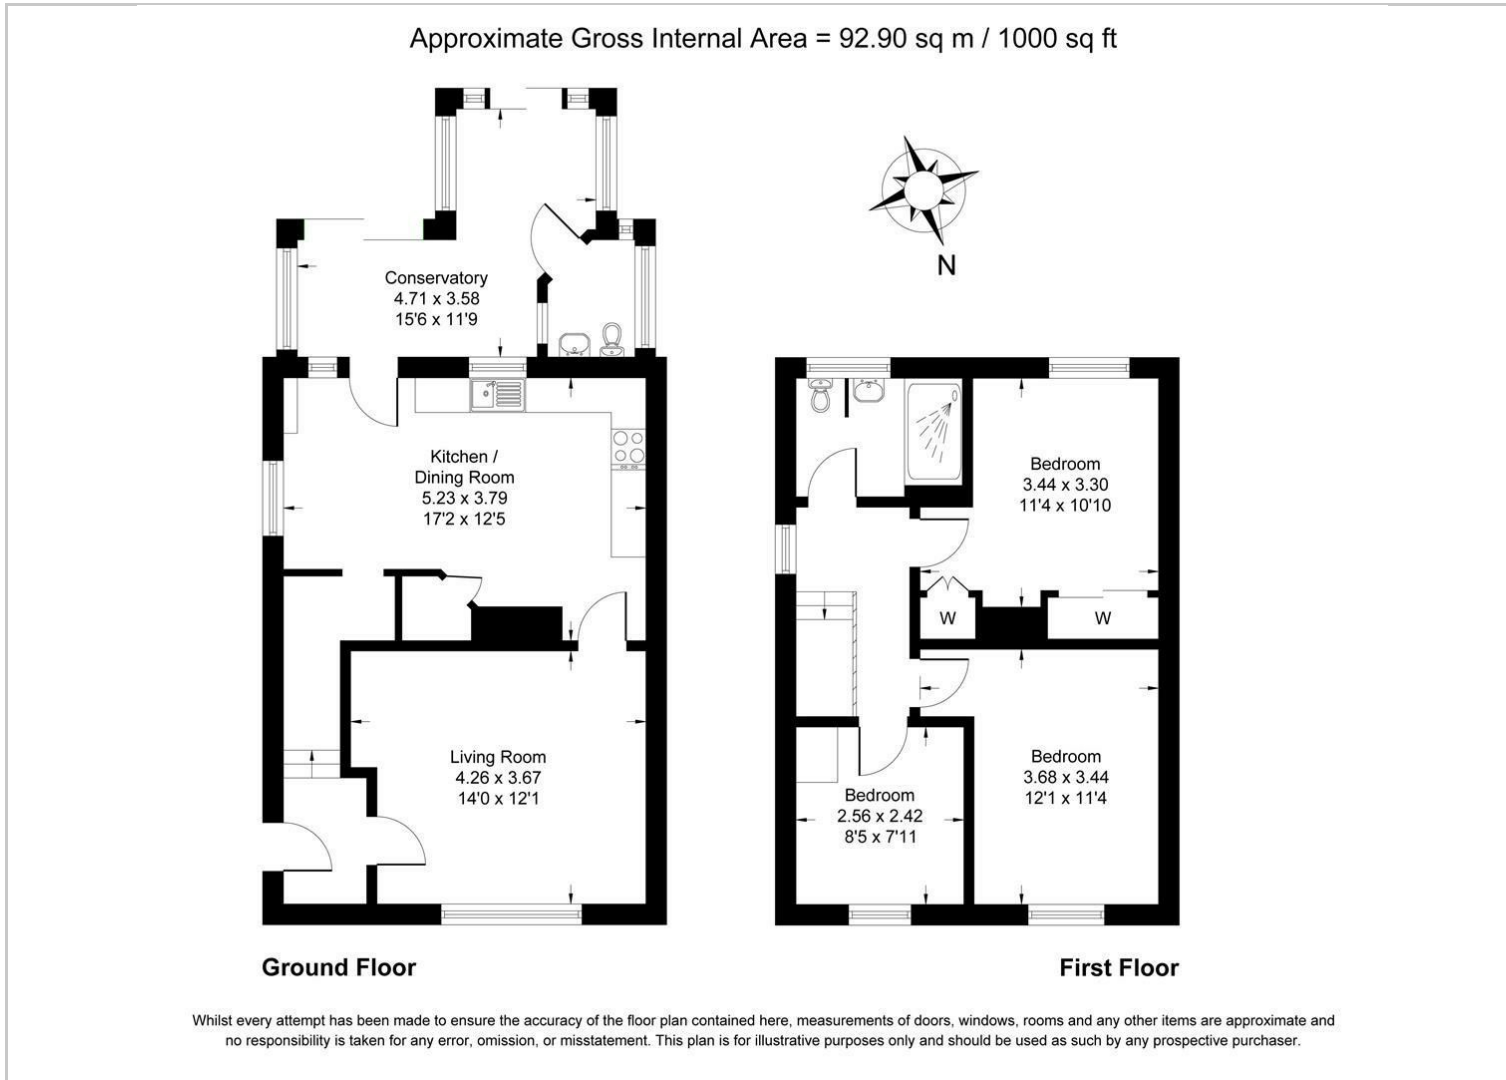 Approximate Gross Internal Area = 92.90 sq m / 1000 sq ft
N
Conservatory
4.71 x 3.58
15'6 x 11'9
Kitchen /
Dining Room
5.23 x 3.79
17'2 x 12'5
Living Room
4.26 x 3.67
14'0 x 12'1
Ground Floor
Bedroom
3.44 x 3.30
11'4 x 10'10
W
W
Bedroom
3.68 x 3.44
12'1 x 11'4
Bedroom
2.56 x 2.42
8'5 x 7'11
First Floor
Whilst every attempt has been made to ensure the accuracy of the floor plan contained here, measurements of doors, windows, rooms and any other items are approximate and
no responsibility is taken for any error, omission, or misstatement. This plan is for illustrative purposes only and should be used as such by any prospective purchaser.